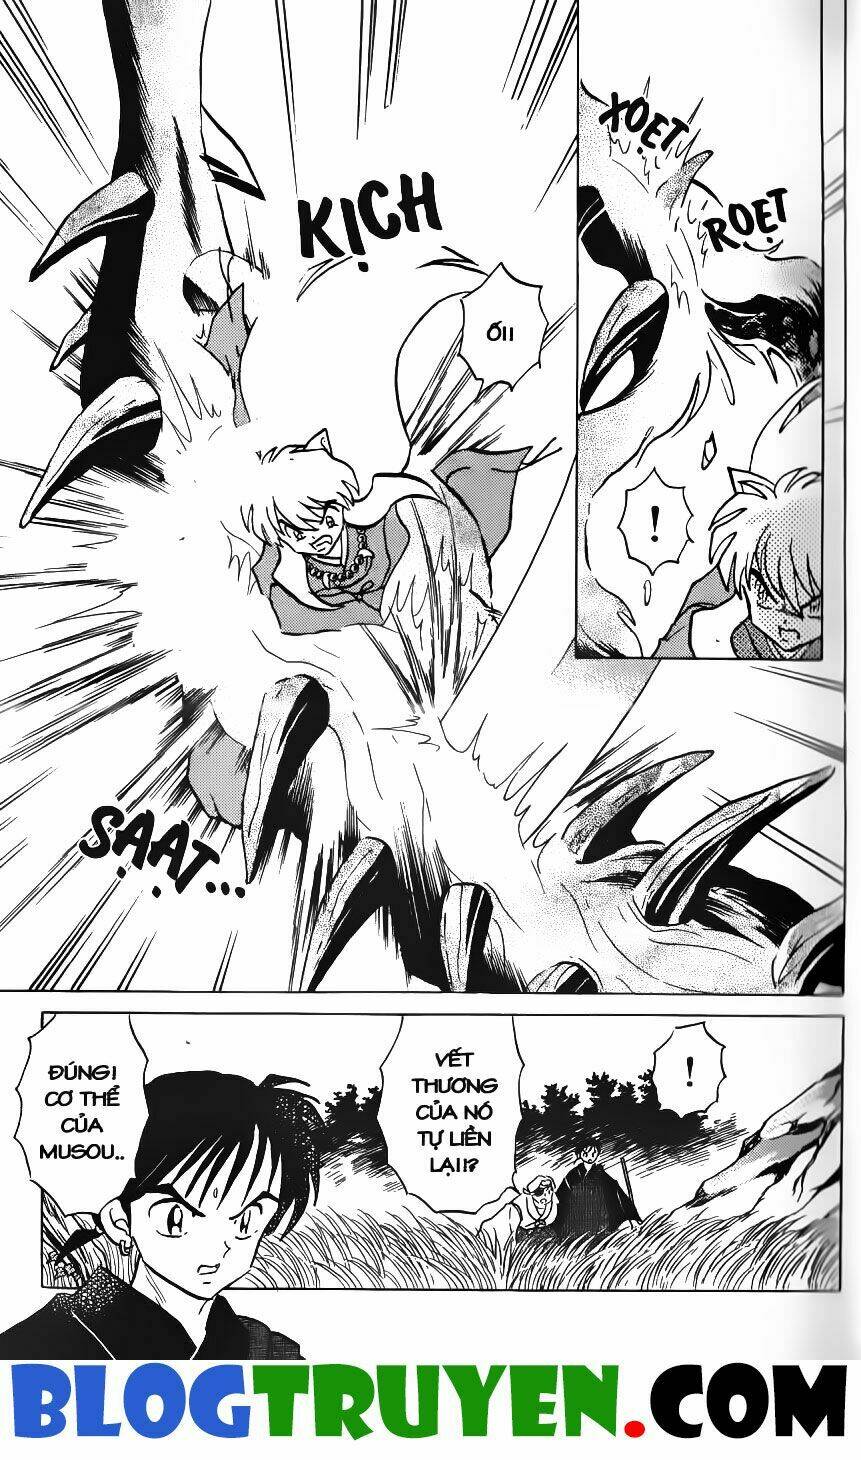 XOẸT
ROẸT
!
KỊCH
ỐI!
SẠẠT...
!
VẾT
THƯƠNG
CỦA NÓ
TỰ LIỀN
LẠI!?
ĐÚNG!
CƠ THỂ
CỦA
MUSOU..
BLOGTRUYEN.COM